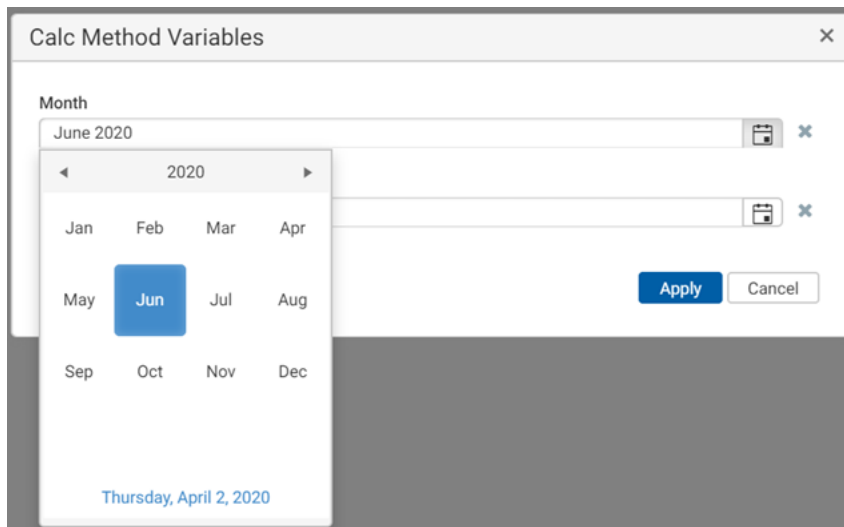 Calc Method Variables
Month
June 2020
2020
Jan Feb Mar Apr
May Jun Jul Aug
Sep Oct Nov Dec
Thursday, April 2, 2020
Apply Cancel